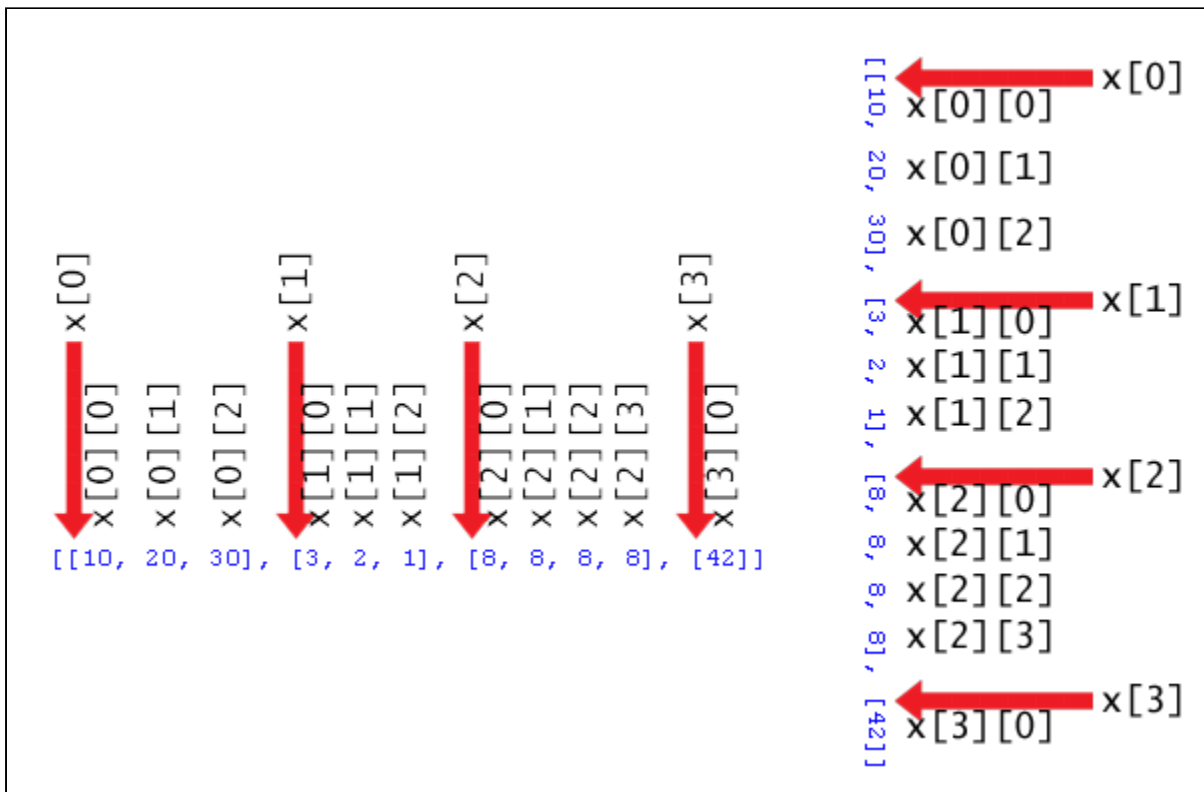 x[0] x[1] x[2] x[3]
x[0][0] x[0][1] x[0][2] x[1][0] x[1][1] x[1][2] x[2][0] x[2][1] x[2][2] x[2][3] x[3][0]
[[10, 20, 30], [3, 2, 1], [8, 8, 8, 8], [42]]
[[10, 20, 30], [3, 2, 1], [8, 8, 8, 8], [42]]
x[0]
x[0][0]
x[0][1]
x[0][2]
x[1]
x[1][0]
x[1][1]
x[1][2]
x[2]
x[2][0]
x[2][1]
x[2][2]
x[2][3]
x[3]
x[3][0]